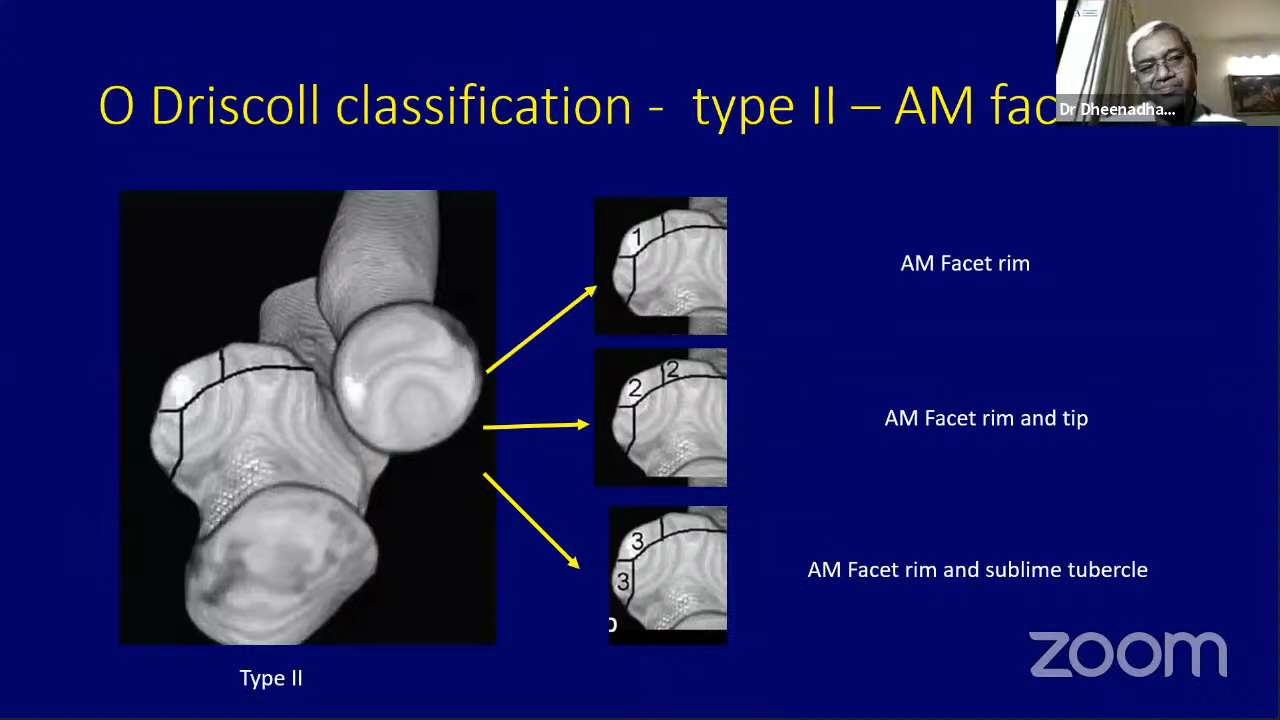 O Driscoll classification - type II – AM fac
Dr Dheenadha...
1
AM Facet rim
2 2
AM Facet rim and tip
3
3
AM Facet rim and sublime tubercle
Type II
zoom